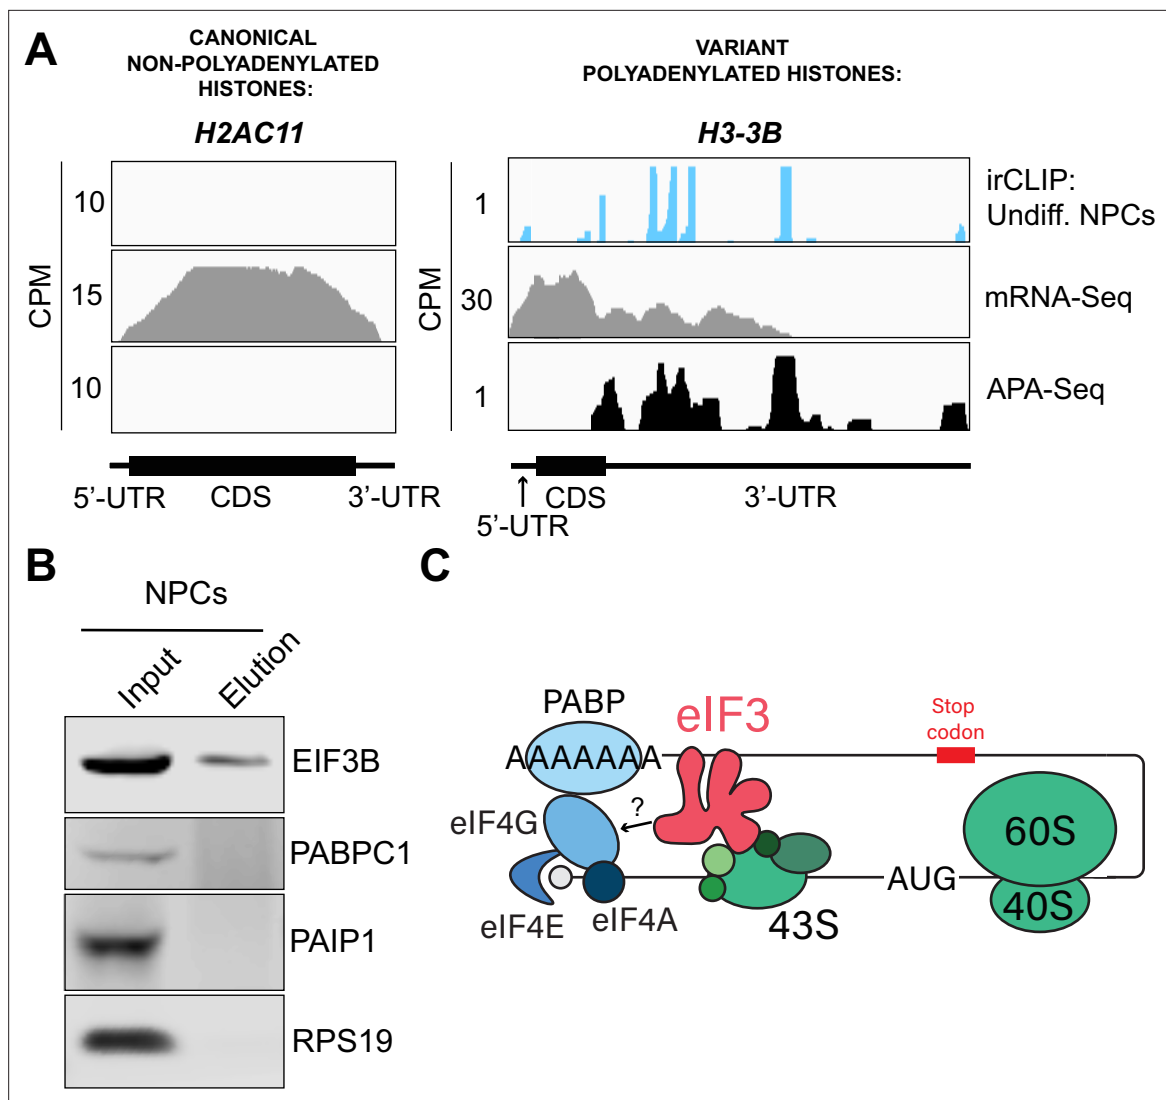 A
CANONICAL
NON-POLYADENYLATED
HISTONES:
H2AC11
VARIANT
POLYADENYLATED HISTONES:
H3-3B
CPM
10
15
10
CPM
1
30
1
irCLIP:
Undiff. NPCs
mRNA-Seq
APA-Seq
5'-UTR
CDS
3'-UTR
↑
CDS
3'-UTR
5'-UTR
B
NPCs
Input
Elution
EIF3B
PABPC1
PAIP1
RPS19
C
PABP
eIF3
Stop
codon
AAAAAAA
?
eIF4G
60S
AUG
40S
eIF4E
eIF4A
43S